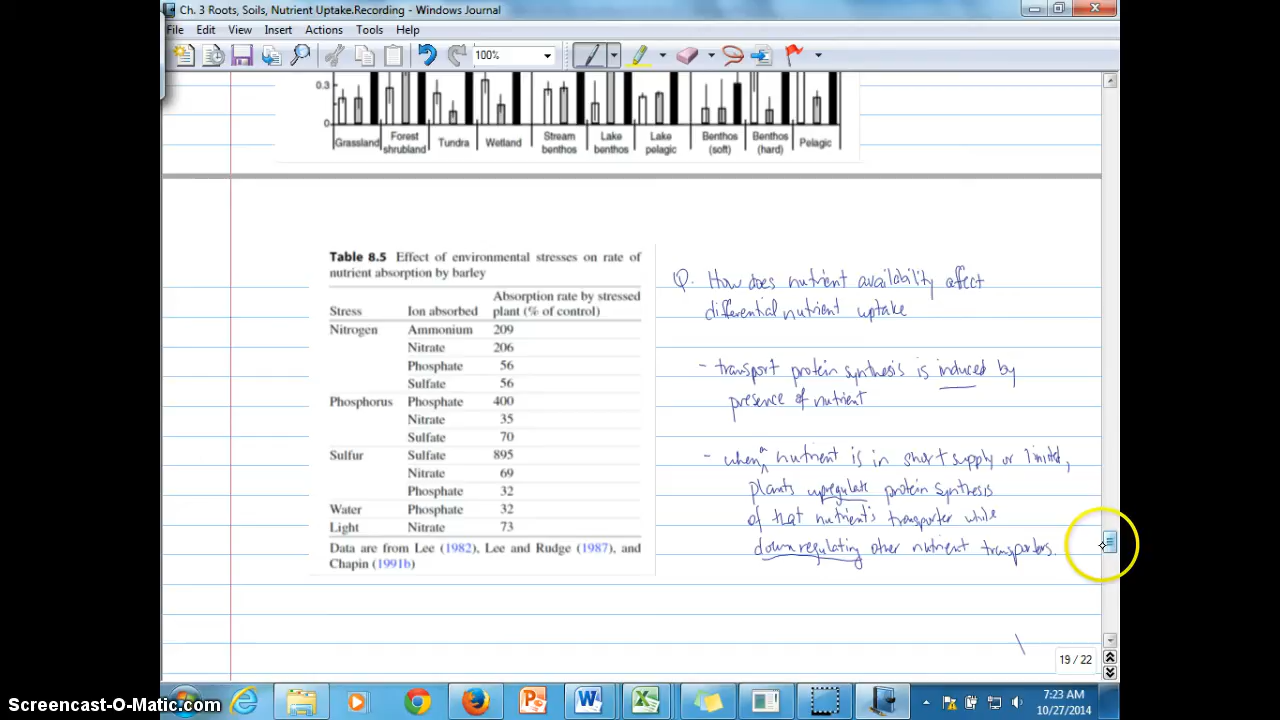 Ch. 3 Roots, Soils, Nutrient Uptake.Recording - Windows Journal
File Edit View Insert Actions Tools Help
100%
0.3
0
Grassland Forest shrubland Tundra Wetland Stream benthos Lake benthos Lake pelagic Benthos (soft) Benthos (hard) Pelagic
Table 8.5 Effect of environmental stresses on rate of
nutrient absorption by barley
Absorption rate by stressed
Stress Ion absorbed plant (% of control)
Nitrogen Ammonium 209
Nitrate 206
Phosphate 56
Sulfate 56
Phosphorus Phosphate 400
Nitrate 35
Sulfate 70
Sulfur Sulfate 895
Nitrate 69
Phosphate 32
Water Phosphate 32
Light Nitrate 73
Data are from Lee (1982), Lee and Rudge (1987), and
Chapin (1991b)
Q. How does nutrient availability affect
differential nutrient uptake
- transport protein synthesis is induced by
presence of nutrient
- when a nutrient is in short supply or limited,
plants upregulate protein synthesis
of that nutrient's transporter while
downregulating other nutrient transporters.
19 / 22
7:23 AM
10/27/2014
Screencast-O-Matic.com